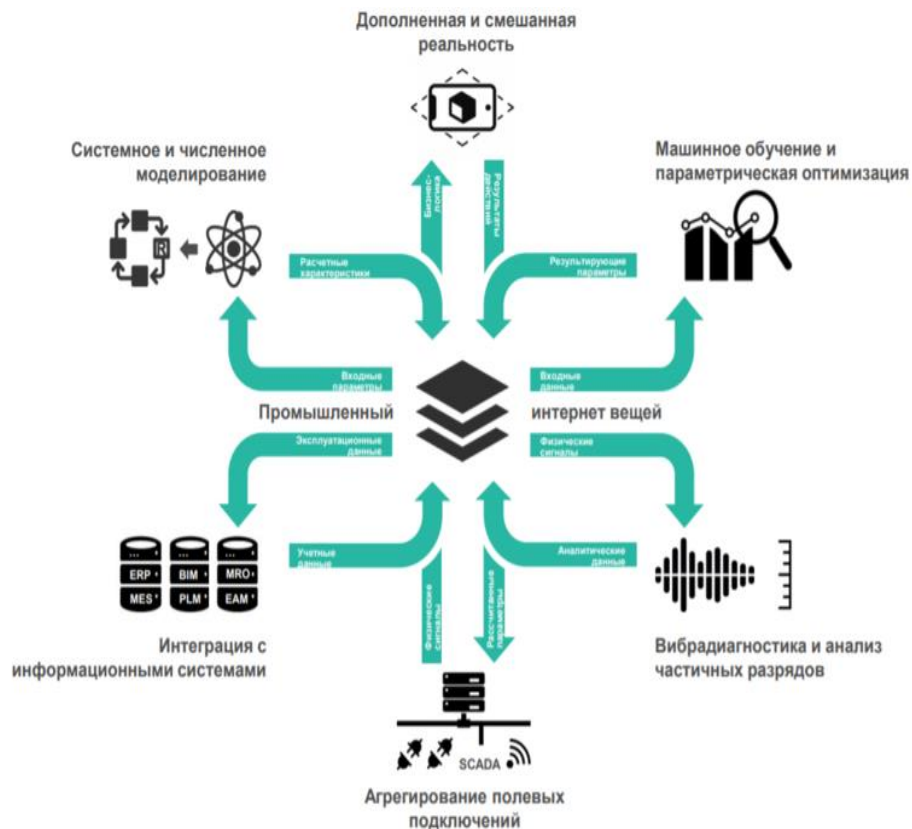 Дополненная и смешанная
реальность
Системное и численное
моделирование
Машинное обучение и
параметрическая оптимизация
R
Бизнес-
логика
Результаты
действий
Расчетные
характеристики
Результирующие
параметры
Входные
параметры
Входные
данные
Промышленный интернет вещей
Эксплуатационные
данные
Физические
сигналы
Учетные
данные
Аналитические
данные
ERP BIM MRO
MES PLM EAM
Физические
сигналы
Рассчитанные
параметры
Интеграция с
информационными системами
Вибрадиагностика и анализ
частичных разрядов
SCADA
Агрегирование полевых
подключений